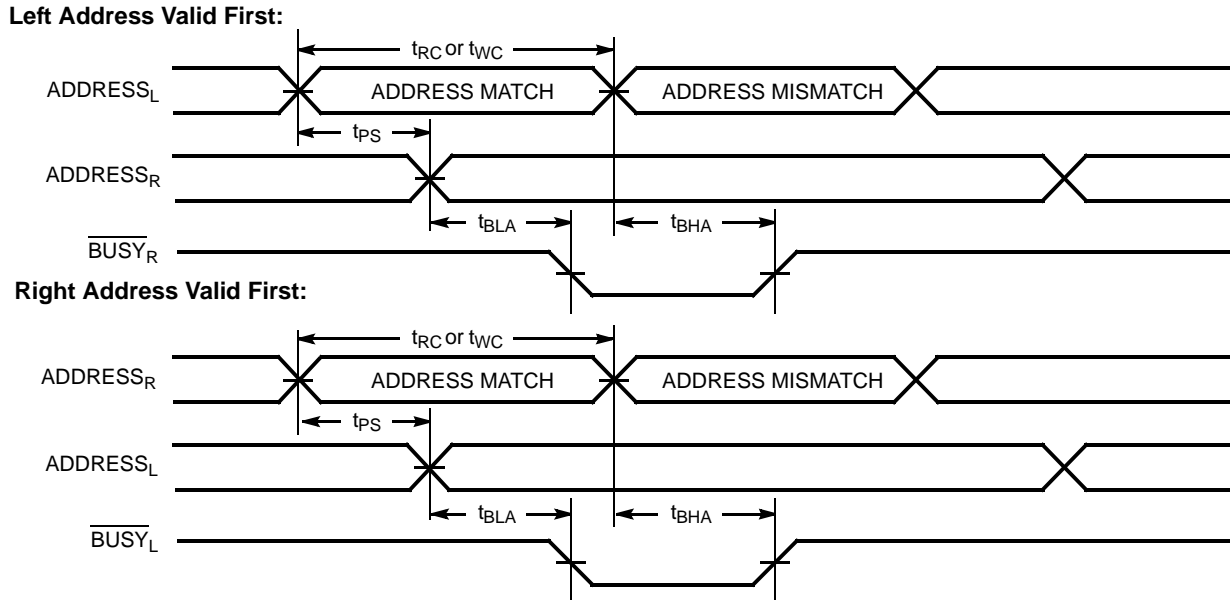 Left Address Valid First:
tRC or tWC
ADDRESSL ADDRESS MATCH ADDRESS MISMATCH
tPS
ADDRESSR
tBLA tBHA
BUSYR
Right Address Valid First:
tRC or tWC
ADDRESSR ADDRESS MATCH ADDRESS MISMATCH
tPS
ADDRESSL
tBLA tBHA
BUSYL